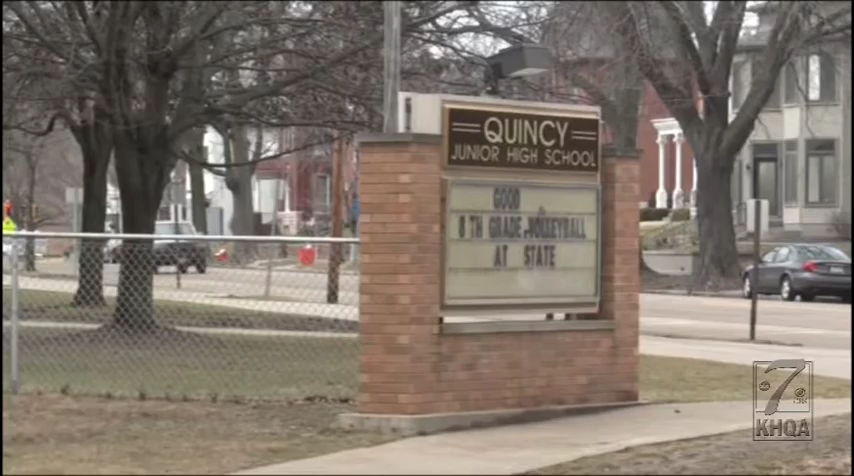 QUINCY
JUNIOR HIGH SCHOOL
GOOD
8 TH GRADE VOLLEYBALL
AT STATE
7
KHQA